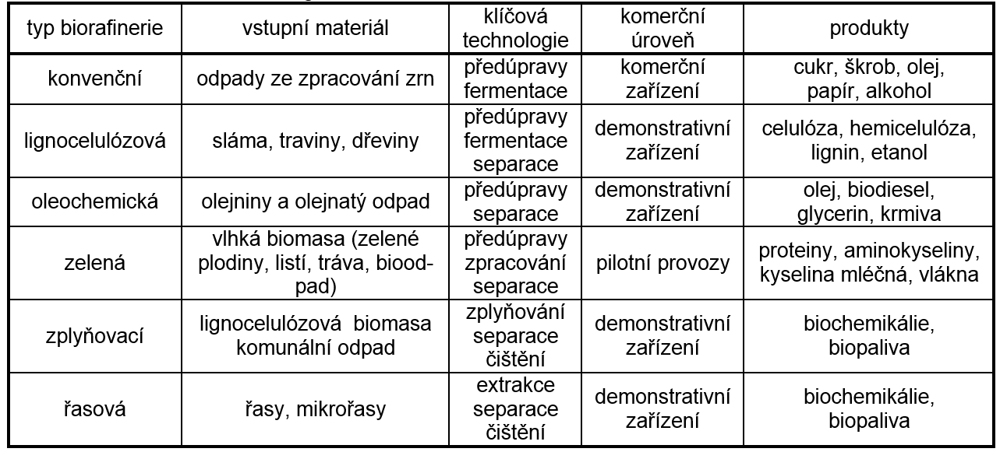 typ biorafinerie vstupní materiál klíčová technologie komerční úroveň produkty
konvenční odpady ze zpracování zrn předúpravy fermentace komerční zařízení cukr, škrob, olej, papír, alkohol
lignocelulózová sláma, traviny, dřeviny předúpravy fermentace separace demonstrativní zařízení celulóza, hemicelulóza, lignin, etanol
oleochemická olejniny a olejnatý odpad předúpravy separace demonstrativní zařízení olej, biodiesel, glycerin, krmiva
zelená vlhká biomasa (zelené plodiny, listí, tráva, biood-pad) předúpravy zpracování separace pilotní provozy proteiny, aminokyseliny, kyselina mléčná, vlákna
zplyňovací lignocelulózová biomasa komunální odpad zplyňování separace čištění demonstrativní zařízení biochemikálie, biopaliva
řasová řasy, mikrořasy extrakce separace čištění demonstrativní zařízení biochemikálie, biopaliva